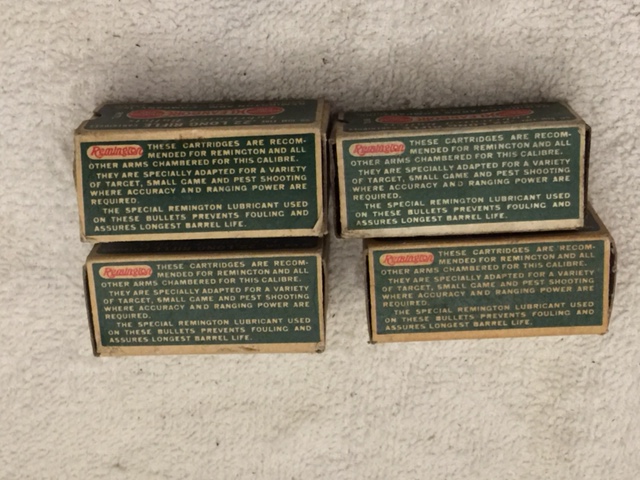 Remington THESE CARTRIDGES ARE RECOM-
MENDED FOR REMINGTON AND ALL
OTHER ARMS CHAMBERED FOR THIS CALIBRE.
THEY ARE SPECIALLY ADAPTED FOR A VARIETY
OF TARGET, SMALL GAME AND PEST SHOOTING
WHERE ACCURACY AND RANGING POWER ARE
REQUIRED.
THE SPECIAL REMINGTON LUBRICANT USED
ON THESE BULLETS PREVENTS FOULING AND
ASSURES LONGEST BARREL LIFE.
Remington THESE CARTRIDGES ARE RECOM-
MENDED FOR REMINGTON AND ALL
OTHER ARMS CHAMBERED FOR THIS CALIBRE.
THEY ARE SPECIALLY ADAPTED FOR A VARIETY
OF TARGET, SMALL GAME AND PEST SHOOTING
WHERE ACCURACY AND RANGING POWER ARE
REQUIRED.
THE SPECIAL REMINGTON LUBRICANT USED
ON THESE BULLETS PREVENTS FOULING AND
ASSURES LONGEST BARREL LIFE.
Remington THESE CARTRIDGES ARE RECOM-
MENDED FOR REMINGTON AND ALL
OTHER ARMS CHAMBERED FOR THIS CALIBRE.
THEY ARE SPECIALLY ADAPTED FOR A VARIETY
OF TARGET, SMALL GAME AND PEST SHOOTING
WHERE ACCURACY AND RANGING POWER ARE
REQUIRED.
THE SPECIAL REMINGTON LUBRICANT USED
ON THESE BULLETS PREVENTS FOULING AND
ASSURES LONGEST BARREL LIFE.
Remington THESE CARTRIDGES ARE RECOM-
MENDED FOR REMINGTON AND ALL
OTHER ARMS CHAMBERED FOR THIS CALIBRE.
THEY ARE SPECIALLY ADAPTED FOR A VARIETY
OF TARGET, SMALL GAME AND PEST SHOOTING
WHERE ACCURACY AND RANGING POWER ARE
REQUIRED.
THE SPECIAL REMINGTON LUBRICANT USED
ON THESE BULLETS PREVENTS FOULING AND
ASSURES LONGEST BARREL LIFE.